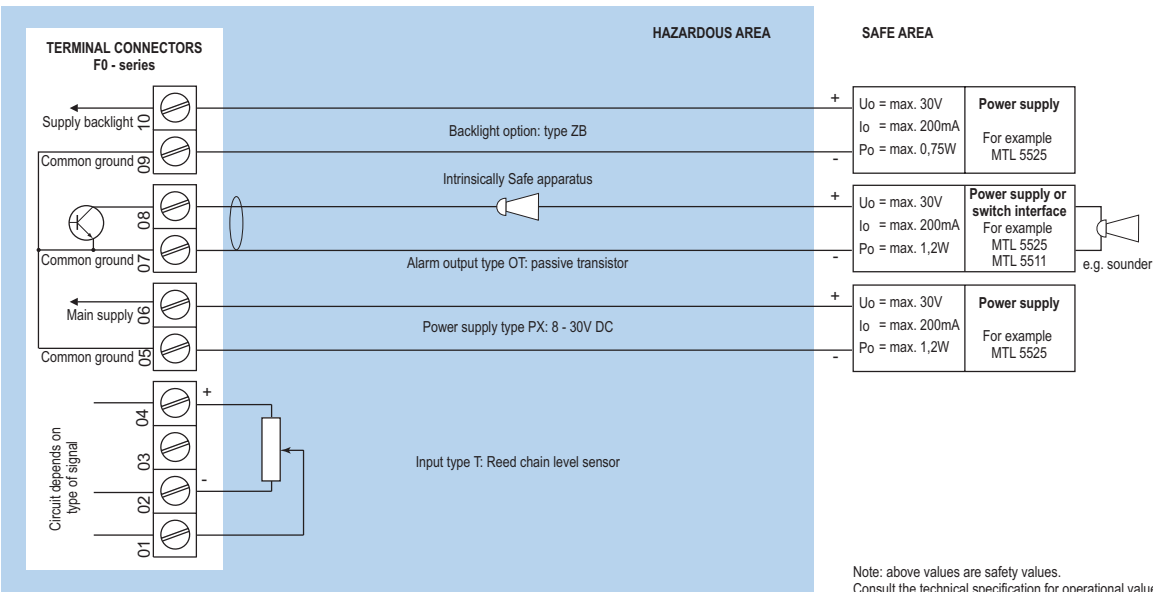 HAZARDOUS AREA
SAFE AREA
TERMINAL CONNECTORS
F0 - series
Supply backlight
10
Common ground
09
08
Common ground
07
Main supply
06
Common ground
05
04
03
02
01
Circuit depends on
type of signal
+
-
Backlight option: type ZB
Intrinsically Safe apparatus
Alarm output type OT: passive transistor
Power supply type PX: 8 - 30V DC
Input type T: Reed chain level sensor
+
-
Uo = max. 30V
Io = max. 200mA
Po = max. 0,75W
Power supply
For example
MTL 5525
+
-
Uo = max. 30V
Io = max. 200mA
Po = max. 1,2W
Power supply or
switch interface
For example
MTL 5525
MTL 5511
e.g. sounder
+
-
Uo = max. 30V
Io = max. 200mA
Po = max. 1,2W
Power supply
For example
MTL 5525
Note: above values are safety values.
Consult the technical specification for operational value